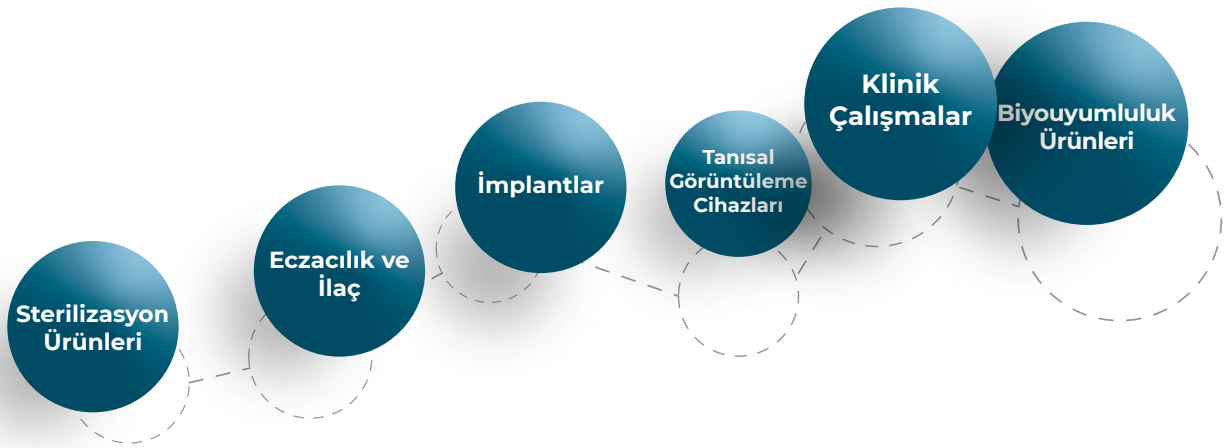 Sterilizasyon
Ürünleri
Eczacılık ve
İlaç
İmplantlar
Tanısal
Görüntüleme
Cihazları
Klinik
Çalışmalar
Biyouyumluluk
Ürünleri